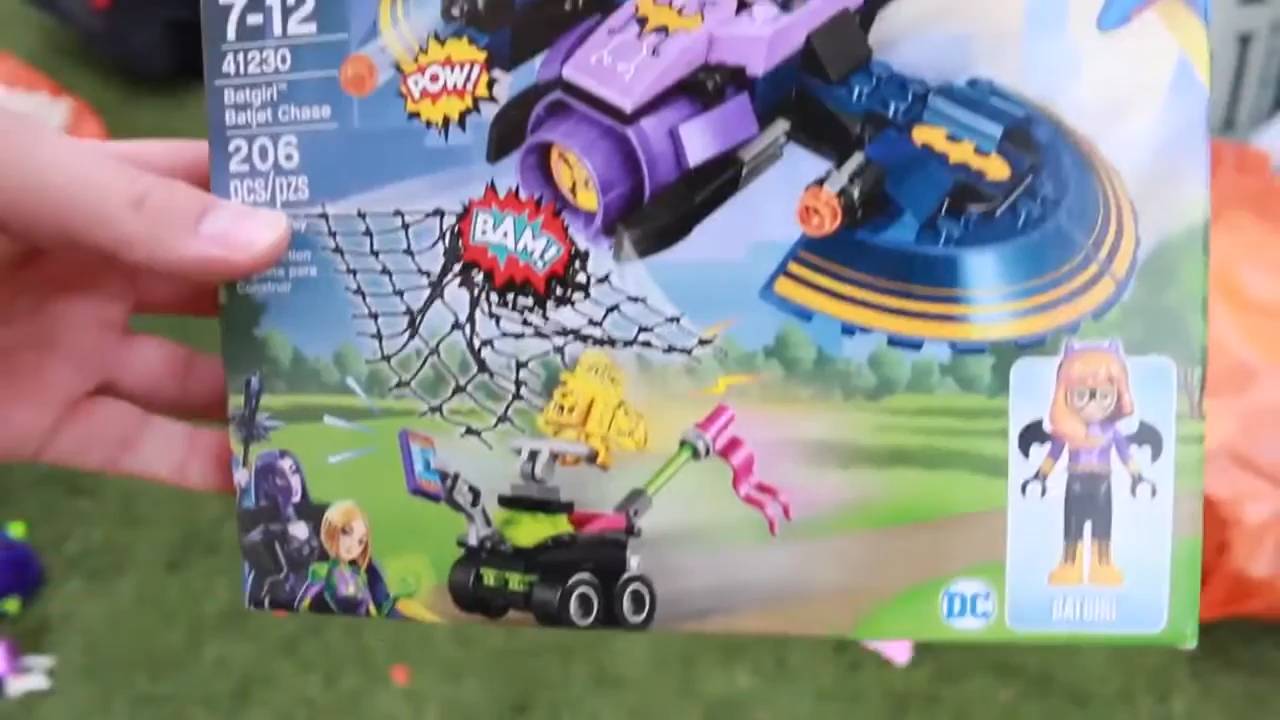 7-12
41230
Batgirl™
Batjet Chase
206
pcs/pzs
POW!
BAM!
DC
BATGIRL